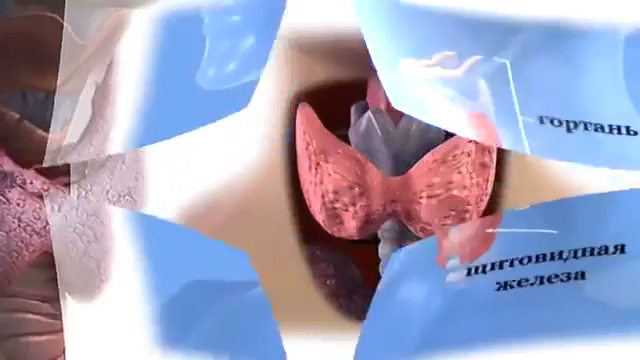 гортань
щитовидная
железа